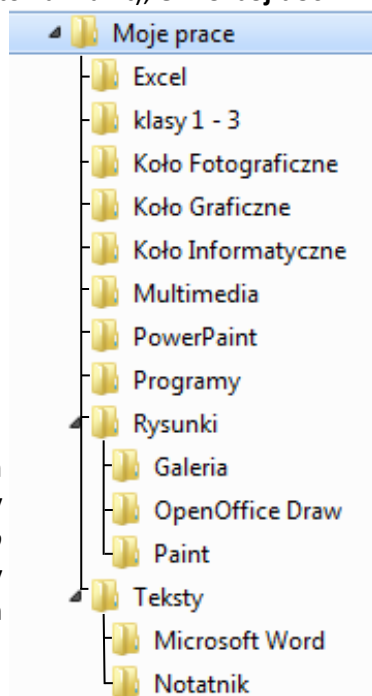 Moje prace
Excel
klasy 1 - 3
Koło Fotograficzne
Koło Graficzne
Koło Informatyczne
Multimedia
PowerPaint
Programy
Rysunki
Galeria
OpenOffice Draw
Paint
Teksty
Microsoft Word
Notatnik